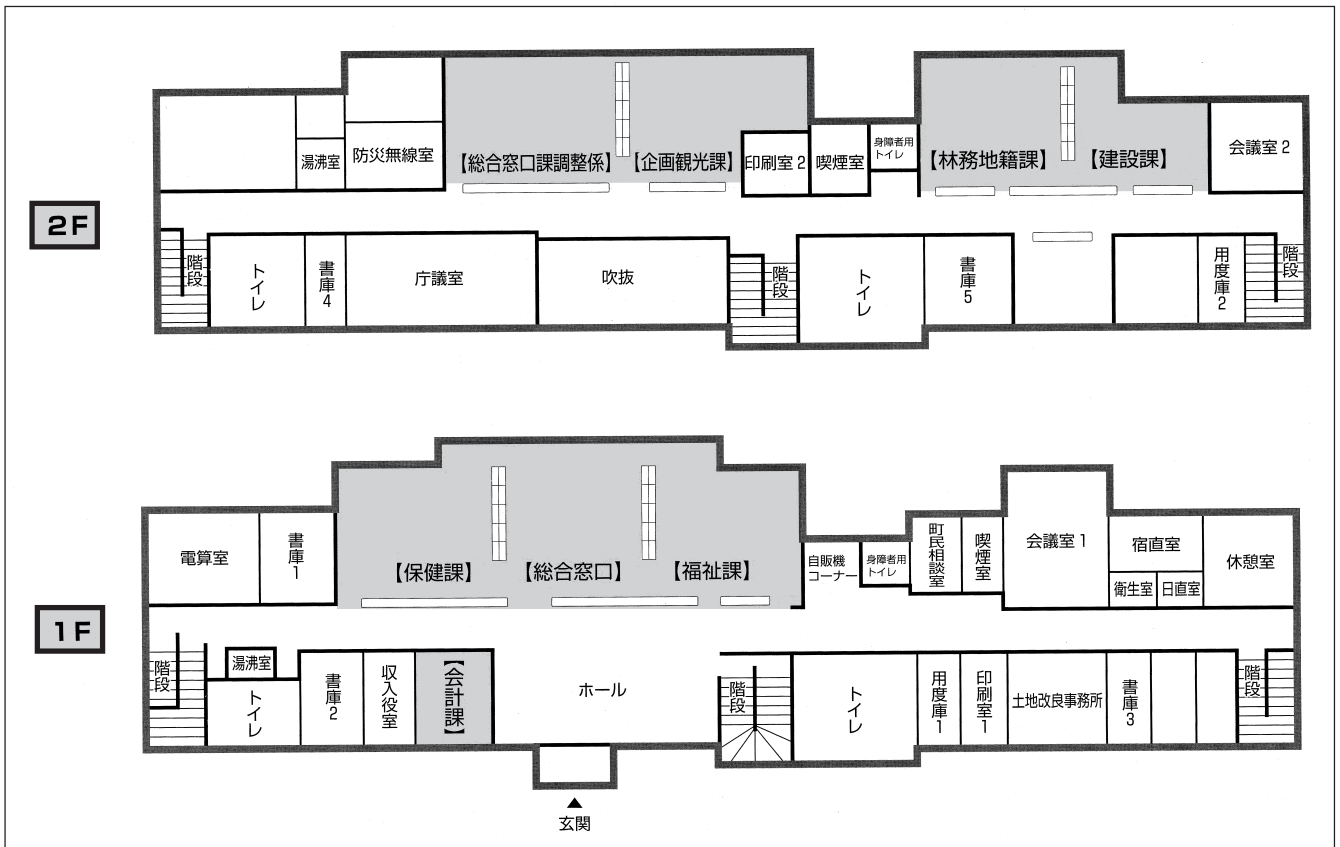 2F
湯沸室
防災無線室
【総合窓口課調整係】
【企画観光課】
印刷室2
喫煙室
身障者用
トイレ
【林務地籍課】
【建設課】
会議室2
階段
トイレ
書庫4
庁議室
吹抜
階段
トイレ
書庫5
用度庫2
階段
1F
電算室
書庫1
【保健課】
【総合窓口】
【福祉課】
自販機
コーナー
身障者用
トイレ
町民相談室
喫煙室
会議室1
宿直室
衛生室
日直室
休憩室
階段
湯沸室
トイレ
書庫2
収入役室
【会計課】
ホール
階段
トイレ
用度庫1
印刷室1
土地改良事務所
書庫3
階段
玄関